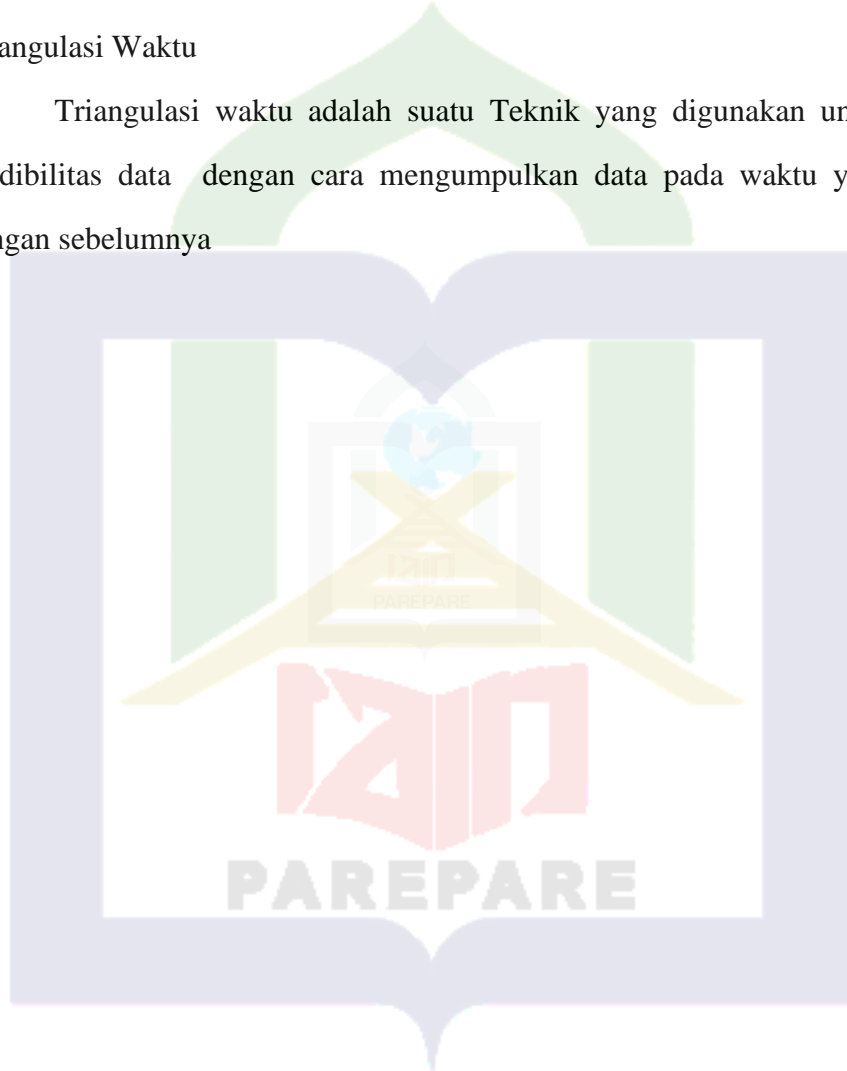 angulasi Waktu
Triangulasi waktu adalah suatu Teknik yang digunakan un
dibilitas data dengan cara mengumpulkan data pada waktu y
ngan sebelumnya
PAREPARE
PAREPARE